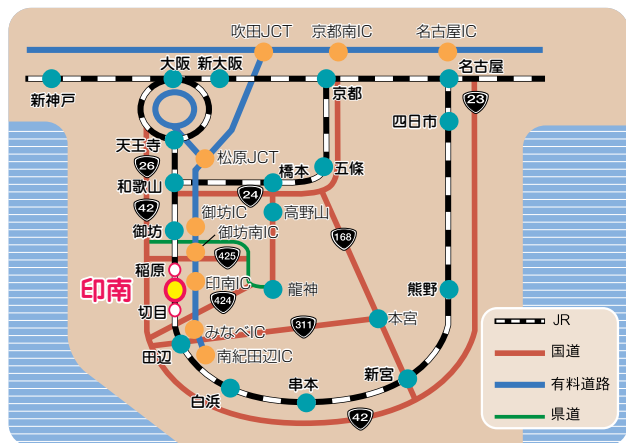 吹田JCT
京都南IC
名古屋IC
大阪
新大阪
名古屋
新神戸
京都
23
四日市
天王寺
松原JCT
26
橋本
五條
和歌山
24
42
御坊IC
高野山
御坊
御坊南IC
168
425
稲原
印南
印南IC
龍神
熊野
424
切目
311
本宮
みなべIC
田辺
南紀田辺IC
新宮
串本
白浜
42
JR
国道
有料道路
県道